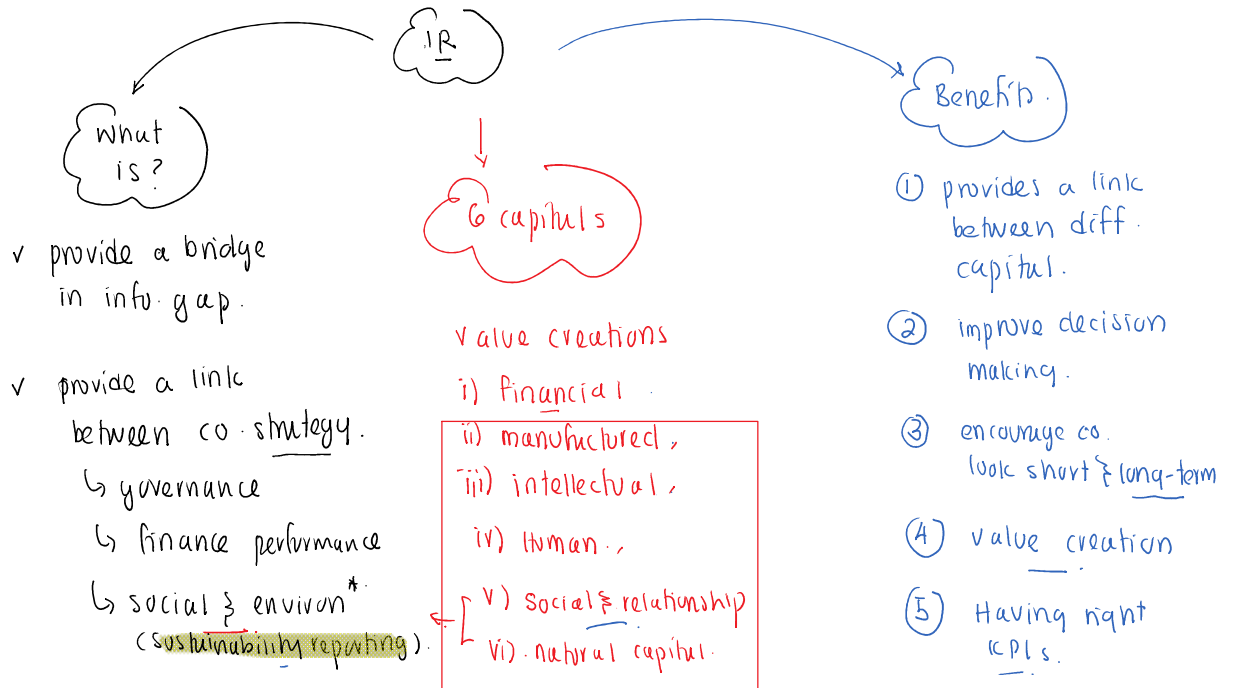 IR
What
is?
✓ provide a bridge
in info. gap.
✓ provide a link
between co. strategy.
↳ governance
↳ finance performance
↳ social & environ*.
(sustainability reporting).
6 capitals
value creations
i) financial.
ii) manufactured,
iii) intellectual,
iv) Human.,
v) Social & relationship
vi). natural capital.
Benefits.
① provides a link
between diff.
capital.
② improve decision
making.
③ encourage co.
look short & long-term
④ value creation
⑤ Having right
KPIs.